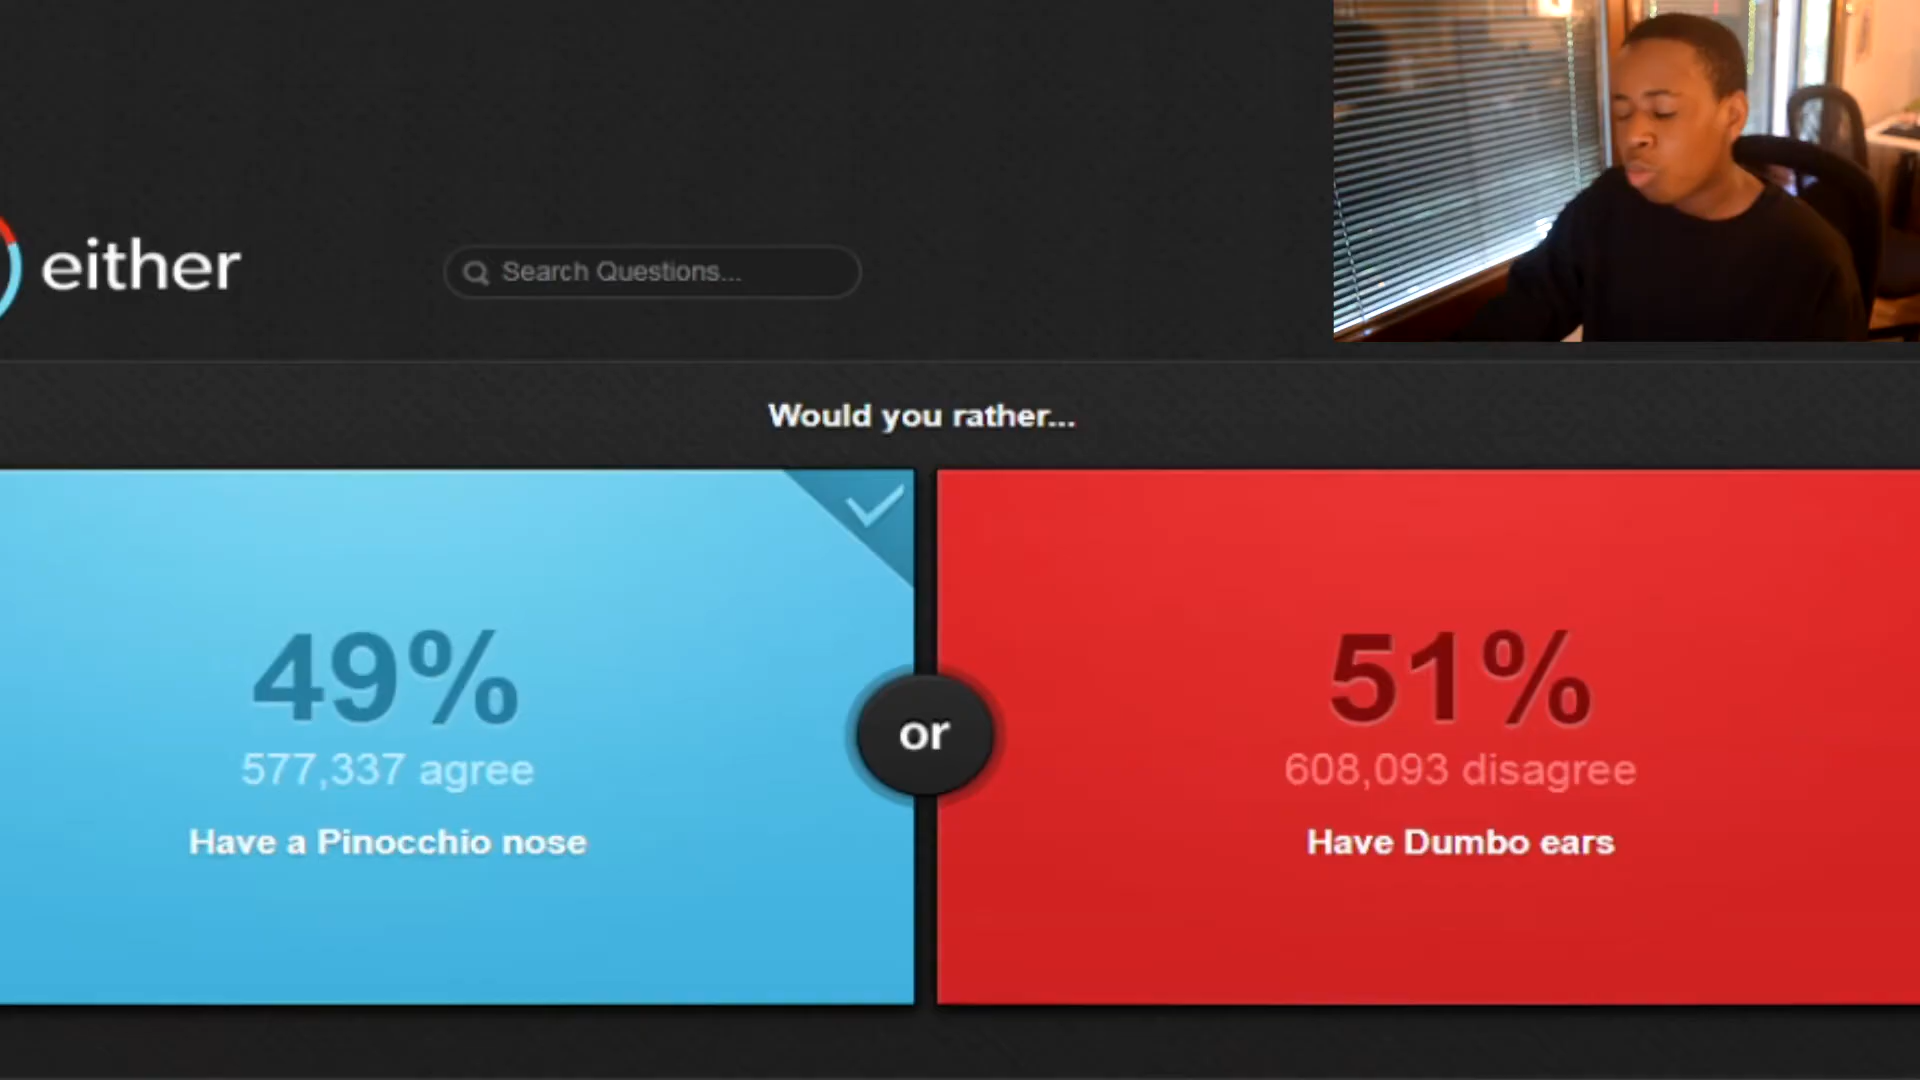 either
Search Questions...
Would you rather...
49%
577,337 agree
Have a Pinocchio nose
or
51%
608,093 disagree
Have Dumbo ears